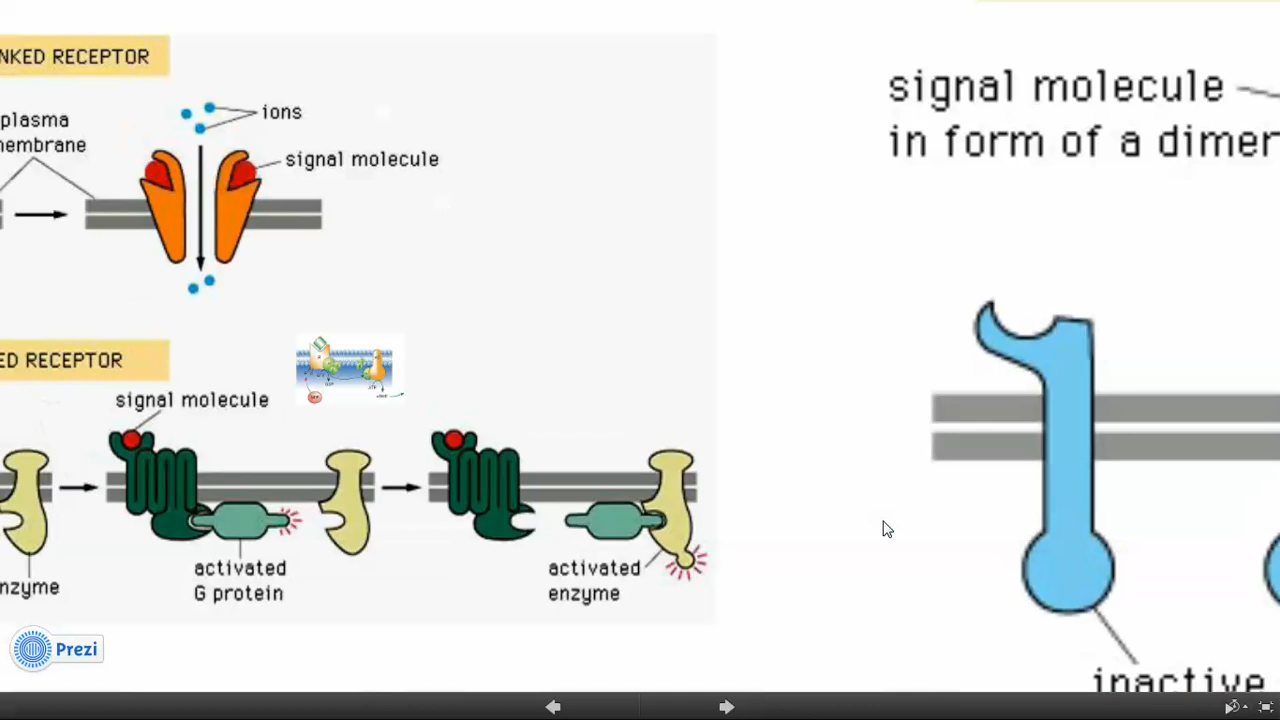 NKED RECEPTOR
ions
plasma
membrane
signal molecule
signal molecule
in form of a dimer
ED RECEPTOR
signal molecule
nzyme
activated
G protein
activated
enzyme
inactive
Prezi